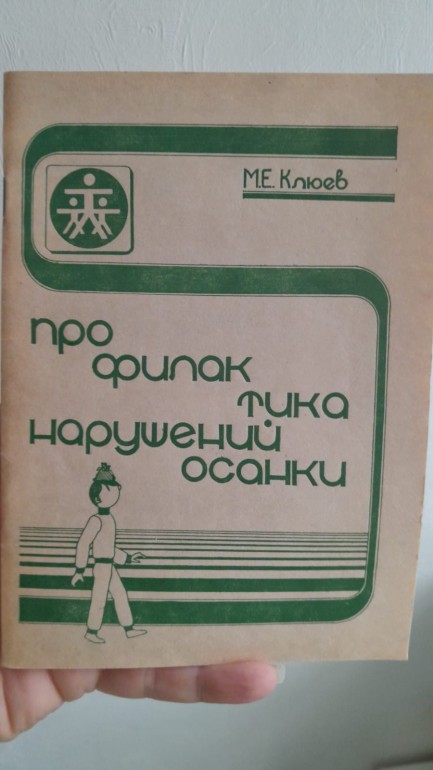 М.Е. Клюев
про
филак
тика
нарушений
осанки